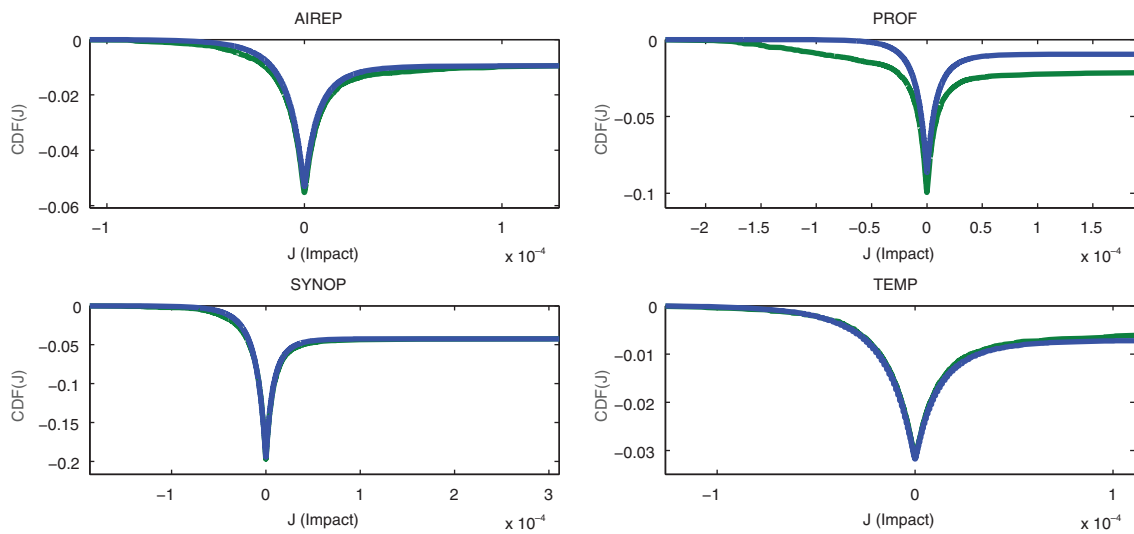 AIREP
0
−0.02
−0.04
−0.06
CDF(J)
−1
0
1
J (Impact)
x 10⁻⁴
PROF
0
−0.05
−0.1
CDF(J)
−2
−1.5
−1
−0.5
0
0.5
1
1.5
J (Impact)
x 10⁻⁴
SYNOP
0
−0.05
−0.1
−0.15
−0.2
CDF(J)
−1
0
1
2
3
J (Impact)
x 10⁻⁴
TEMP
0
−0.01
−0.02
−0.03
CDF(J)
−1
0
1
J (Impact)
x 10⁻⁴